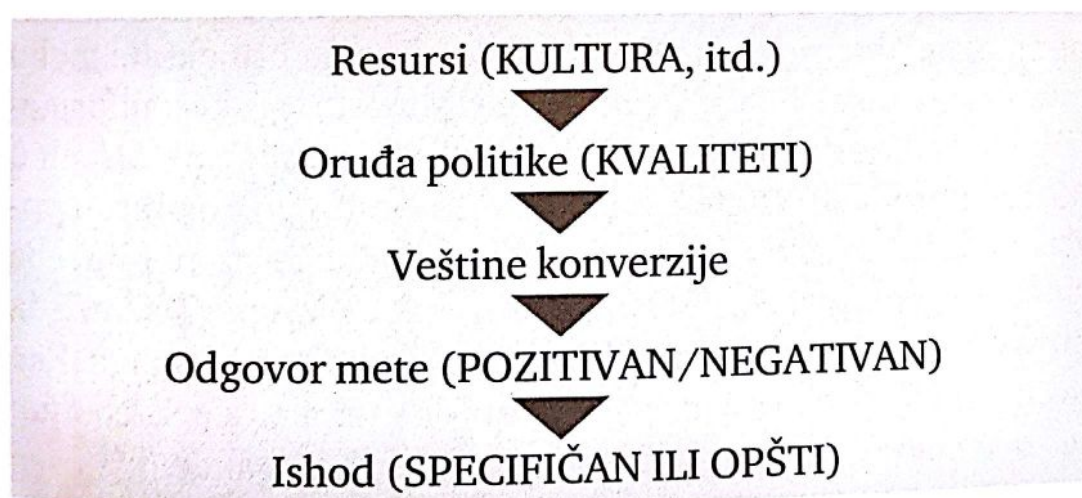 Resursi (KULTURA, itd.)
Oruđa politike (KVALITETI)
Veštine konverzije
Odgovor mete (POZITIVAN/NEGATIVAN)
Ishod (SPECIFIČAN ILI OPŠTI)